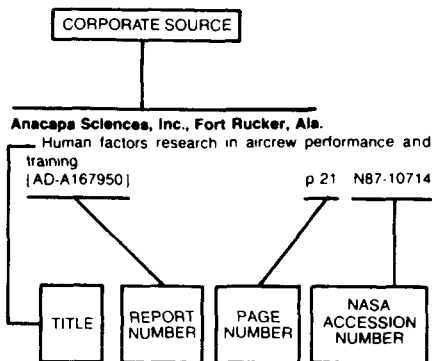 CORPORATE SOURCE
Anacapa Sciences, Inc., Fort Rucker, Ala.
Human factors research in aircrew performance and
training
[AD-A167950] p 21 N87-10714
TITLE
REPORT
NUMBER
PAGE
NUMBER
NASA
ACCESSION
NUMBER